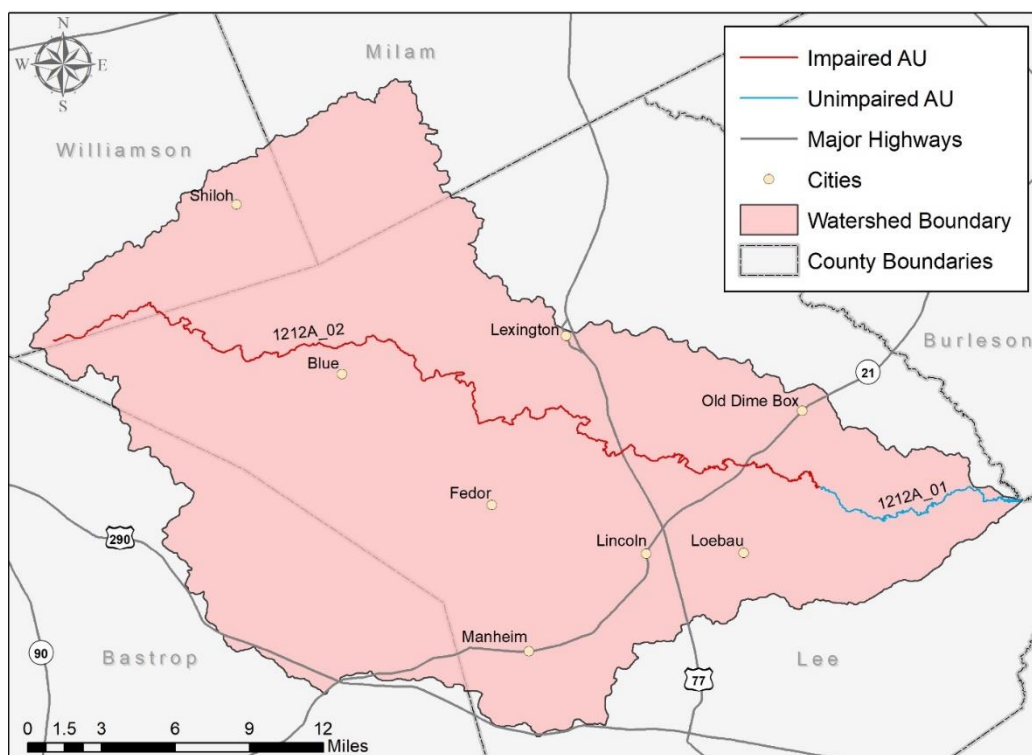 N
W E
S
Milam
Williamson
Shiloh
Impaired AU
Unimpaired AU
Major Highways
Cities
Watershed Boundary
County Boundaries
1212A_02
Blue
Lexington
Burleson
21
Old Dime Box
1212A_01
Fedor
Lincoln
Loebau
290
Manheim
Bastrop
90
Lee
77
0 1.5 3 6 9 12
Miles